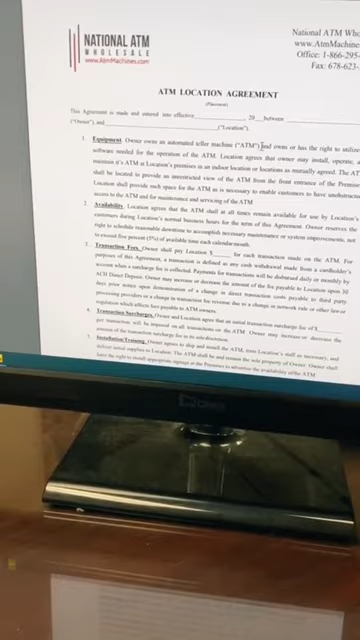 NATIONAL ATM
WHOLESALE
www.AtmMachines.com
National ATM Who
www.AtmMachine
Office: 1-866-295-
Fax: 678-623-
ATM LOCATION AGREEMENT
(Placement)
This Agreement is made and entered into effective____________, 20__ between
("Owner") and____________("Location").
1. Equipment. Owner owns an automated teller machine ("ATM") and owns or has the right to utilize
software needed for the operation of the ATM. Location agrees that owner may install, operate, a
maintain it's ATM at Location's premises in an indoor location or locations as mutually agreed. The AT
shall be located to provide an unrestricted view of the ATM from the front entrance of the Premise
Location shall provide such space for the ATM as is necessary to enable customers to have unobstruc
access to the ATM and for maintenance and servicing of the ATM
2. Availability. Location agrees that the ATM shall at all times remain available for use by Location's
customers during Location's normal business hours for the term of this Agreement. Owner reserves the
right to schedule reasonable downtime to accomplish necessary maintenance or system improvements, not
to exceed five percent (5%) of available time each calendar month.
3. Transaction Fees. Owner shall pay Location $______ for each transaction made on the ATM. For
purposes of this Agreement, a transaction is defined as any cash withdrawal made from a cardholder's
account when a surcharge fee is collected. Payments for transactions will be disbursed daily or monthly by
ACH Direct Deposit. Owner may increase or decrease the amount of the fee payable to Location upon 30
days prior notice upon demonstration of a change in direct transaction costs payable to third party
processing providers or a change in transaction fee revenue due to a change in network rule or other law or
regulation which effects fees payable to ATM owners.
4. Transaction Surcharges. Owner and Location agree that an initial transaction surcharge fee of $______
per transaction will be imposed on all transactions on the ATM. Owner may increase or decrease the
amount of the transaction surcharge fee in its sole discretion.
5. Installation/Training. Owner agrees to ship and install the ATM, train Location's staff as necessary, and
deliver initial supplies to Location. The ATM shall be and remain the sole property of Owner. Owner shall
have the right to install appropriate signage at the Premises to advertise the availability of the ATM